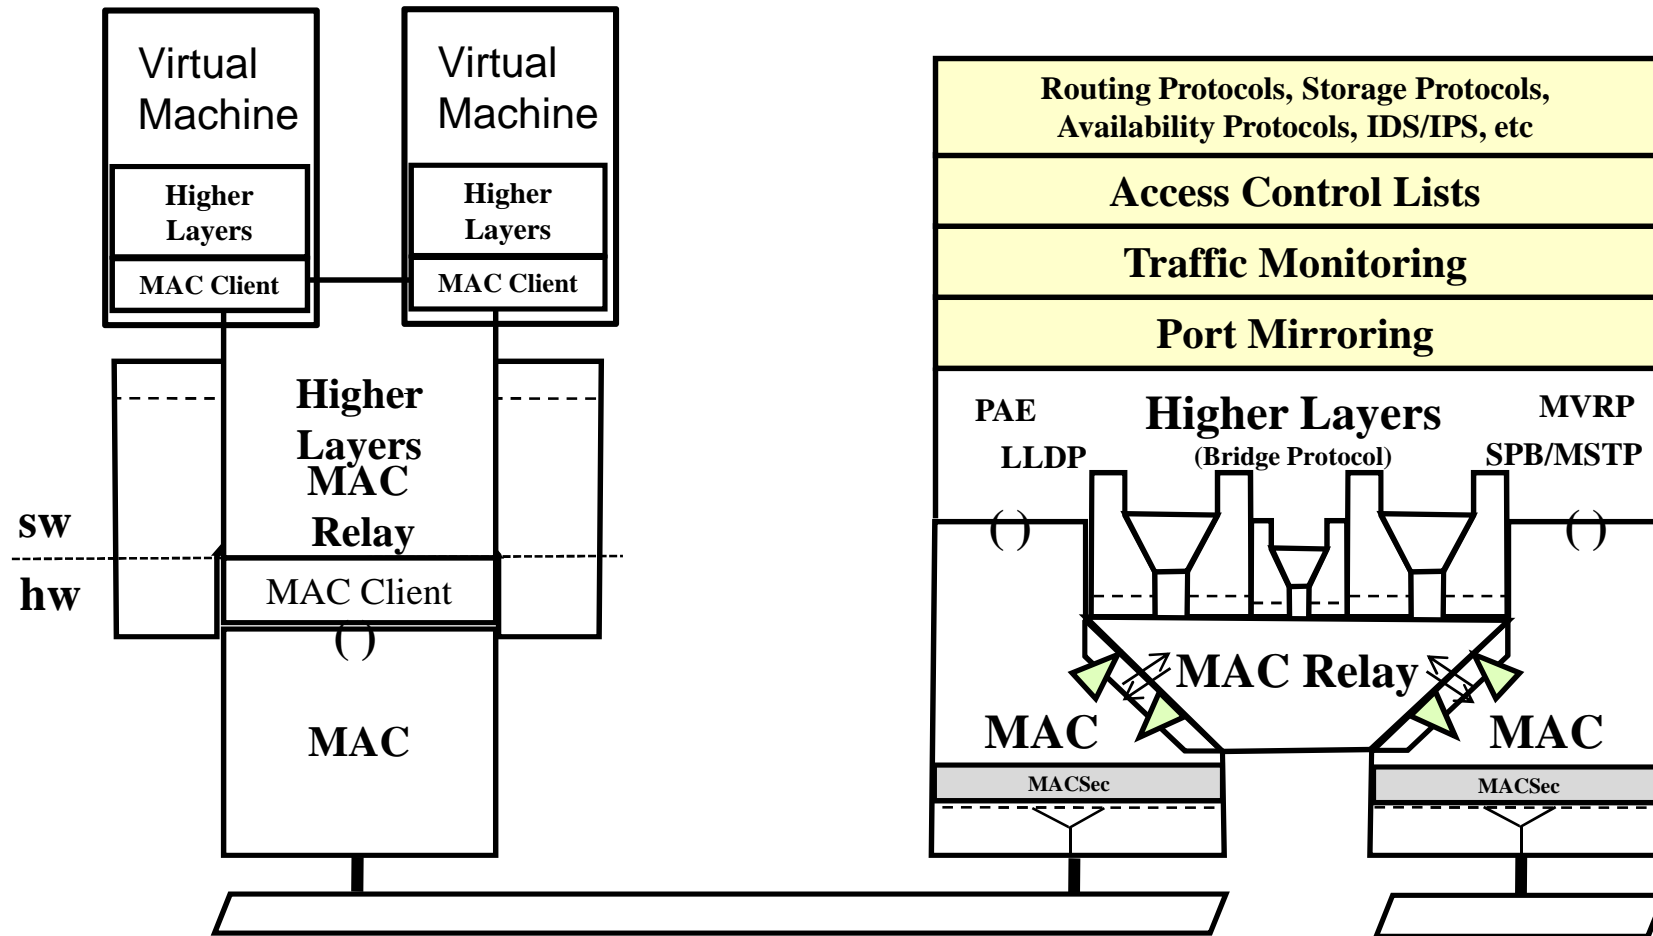 Virtual
Machine
Higher
Layers
MAC Client
Virtual
Machine
Higher
Layers
MAC Client
Higher
Layers
MAC
Relay
sw
hw
MAC Client
( )
MAC
Routing Protocols, Storage Protocols,
Availability Protocols, IDS/IPS, etc
Access Control Lists
Traffic Monitoring
Port Mirroring
PAE
LLDP
Higher Layers
(Bridge Protocol)
MVRP
SPB/MSTP
( )
( )
MAC Relay
MAC
MAC
MACSec
MACSec